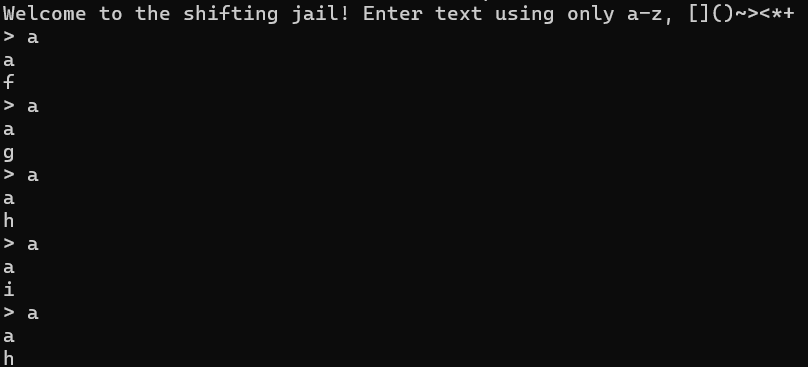 Welcome to the shifting jail! Enter text using only a-z, []()~><*+
> a
a
f
> a
a
g
> a
a
h
> a
a
i
> a
a
h